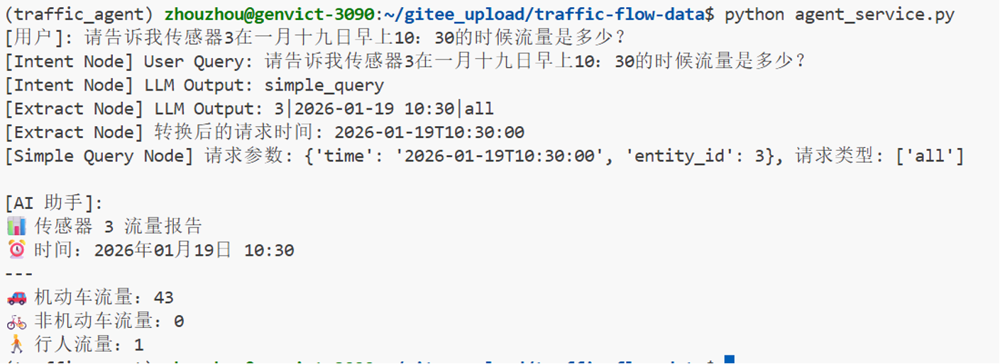 (traffic_agent) zhouzhou@genvict-3090:~/gitee_upload/traffic-flow-data$ python agent_service.py
[用户]: 请告诉我传感器3在一月十九日早上10：30的时候流量是多少？
[Intent Node] User Query: 请告诉我传感器3在一月十九日早上10：30的时候流量是多少？
[Intent Node] LLM Output: simple_query
[Extract Node] LLM Output: 3|2026-01-19 10:30|all
[Extract Node] 转换后的请求时间: 2026-01-19T10:30:00
[Simple Query Node] 请求参数: {'time': '2026-01-19T10:30:00', 'entity_id': 3}, 请求类型: ['all']
[AI 助手]:
📊 传感器 3 流量报告
⏰ 时间: 2026年01月19日 10:30
---
🚗 机动车流量: 43
🚲 非机动车流量: 0
🚶 行人流量: 1